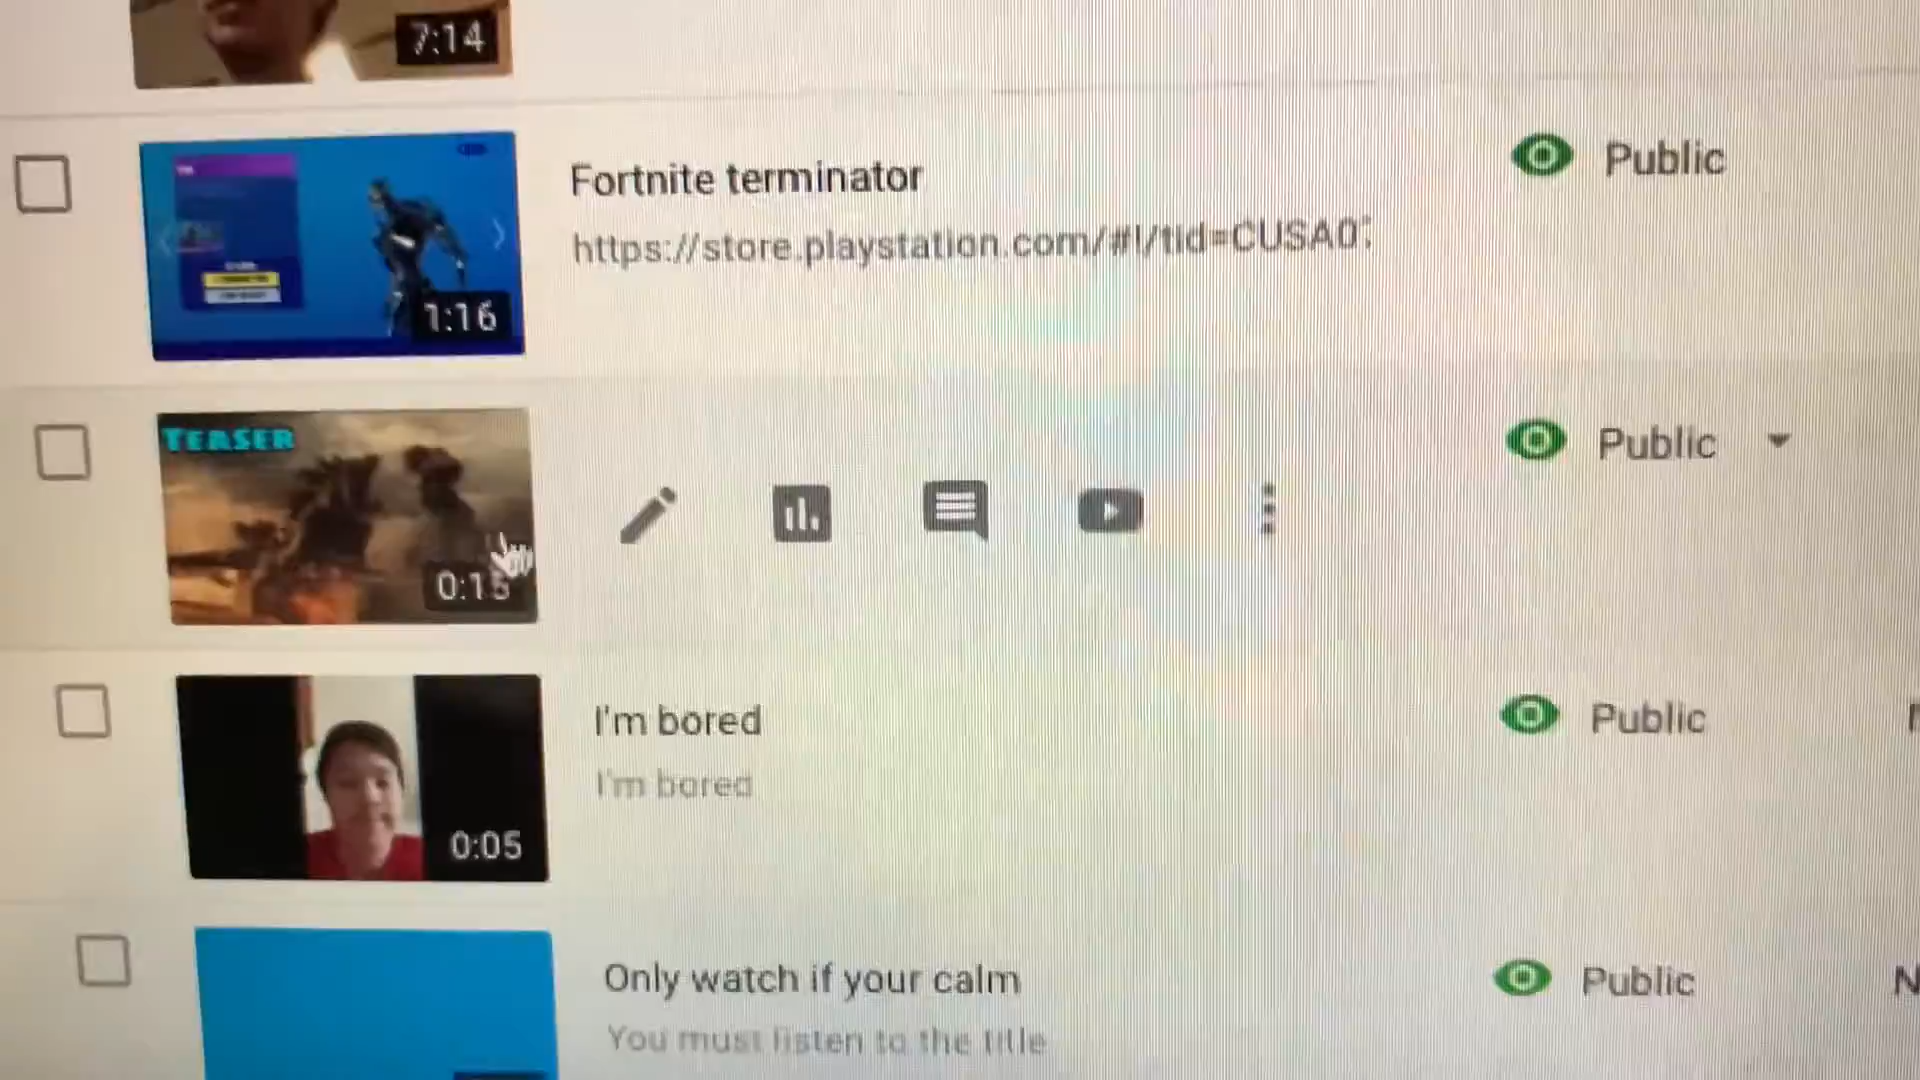 7:14
Fortnite terminator
Public
https://store.playstation.com/#!/tid=CUSA0
1:16
TEASER
Public
0:15
I'm bored
Public
I'm bored
0:05
Only watch if your calm
Public
N
You must listen to the title